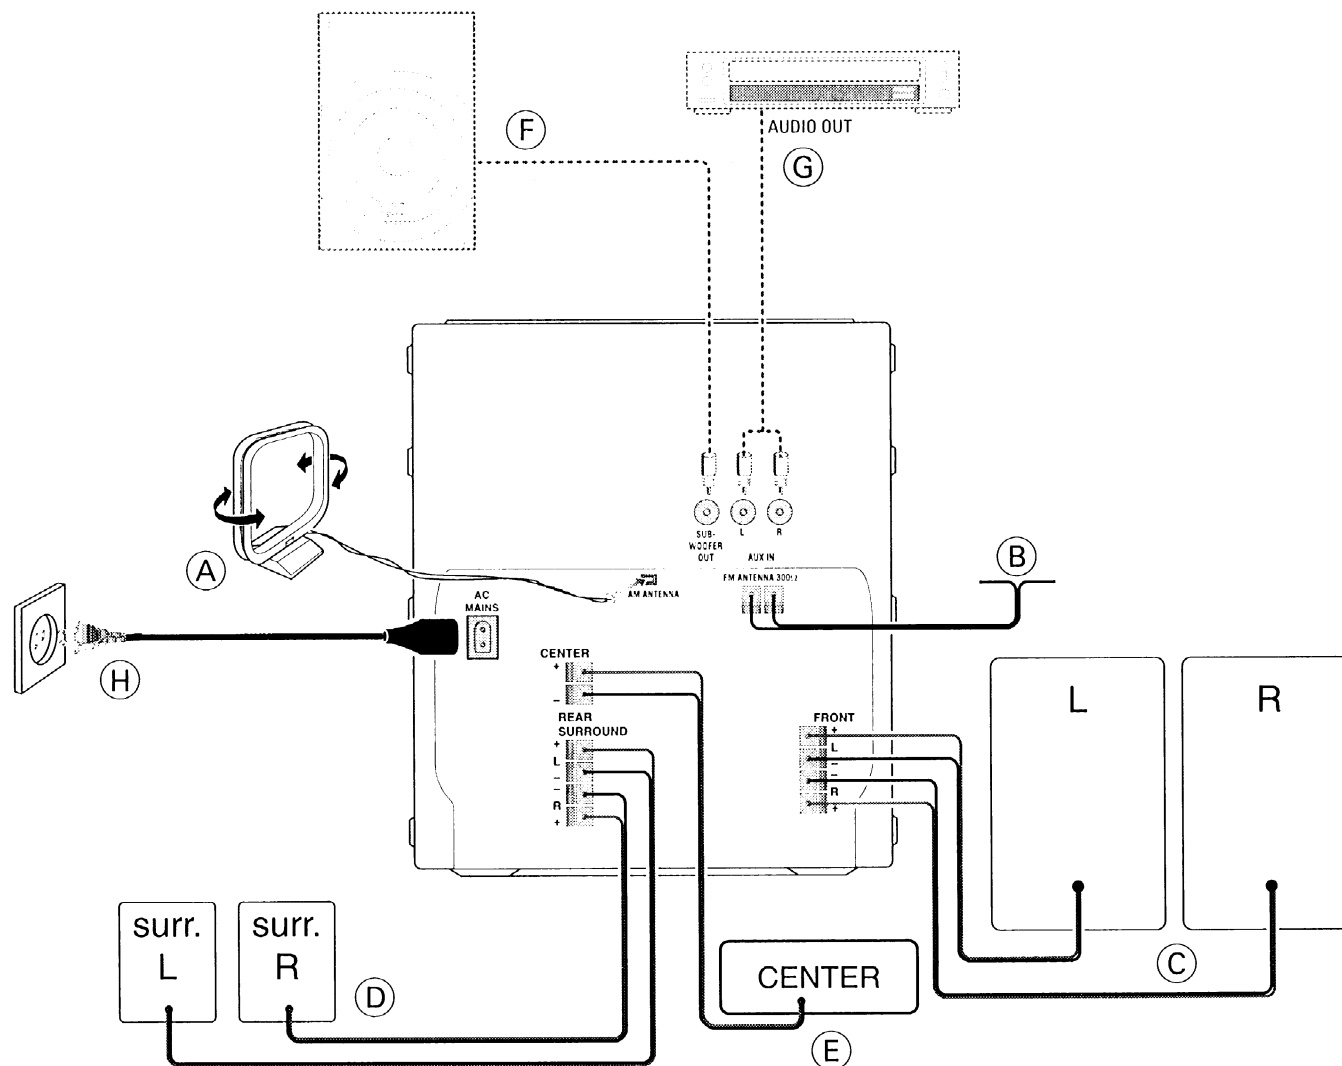 F
AUDIO OUT
G
SUB-
WOOFER
OUT
L
R
AUX IN
A
B
FM ANTENNA 300Ω
AM ANTENNA
AC
MAINS
H
CENTER
+
–
REAR
SURROUND
+
L
–
–
R
+
FRONT
+
L
–
–
R
+
L
R
surr.
L
surr.
R
D
CENTER
E
C